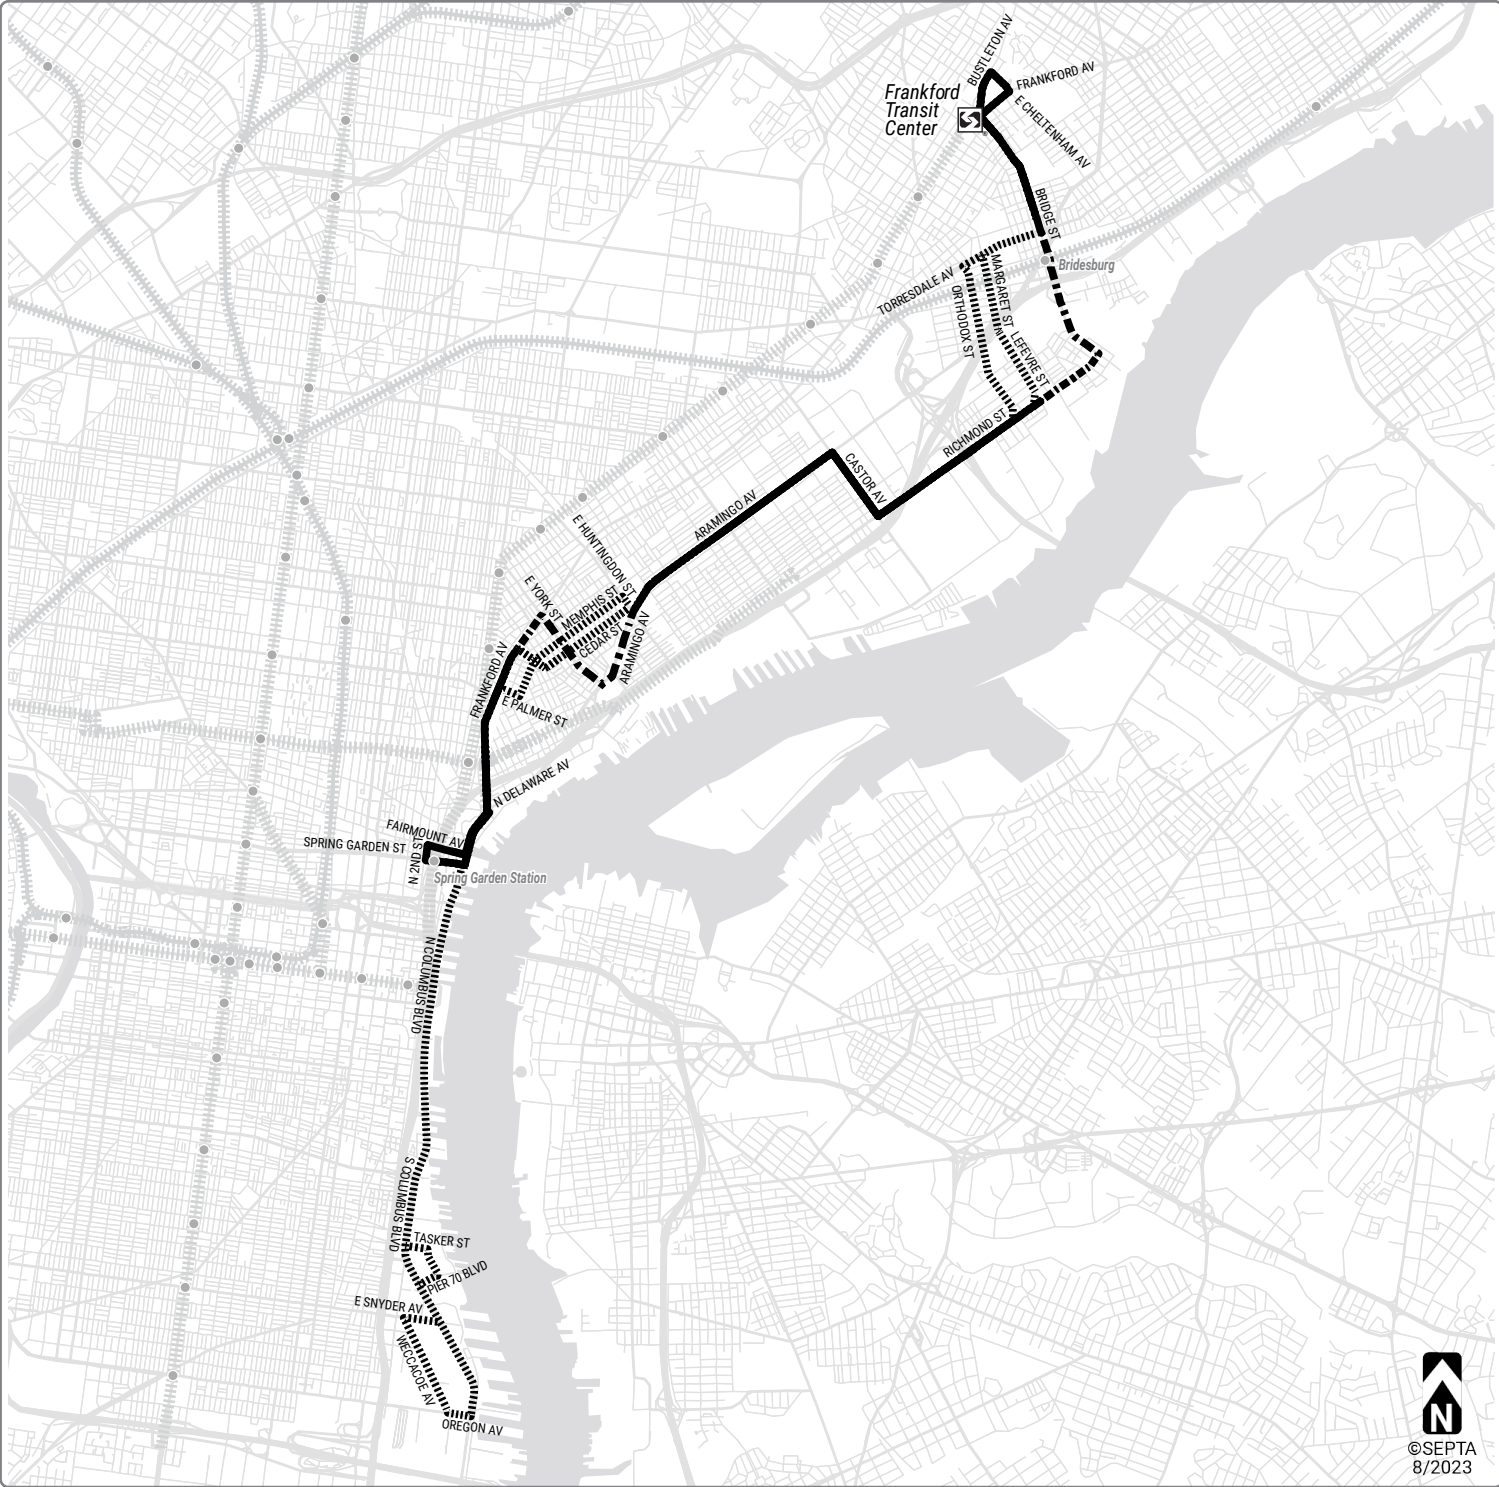 BUSTLETON AV
FRANKFORD AV
Frankford
Transit
Center
E CHELTENHAM AV
BRIDGE ST
Bridesburg
TORRESDALE AV
MARGARET ST
ORTHODOX ST
LEFEVRE ST
RICHMOND ST
CASTOR AV
ARAMINGO AV
E HUNTINGDON ST
E YORK ST
MEMPHIS ST
CEDAR ST
ARAMINGO AV
FRANKFORD AV
E PALMER ST
N DELAWARE AV
FAIRMOUNT AV
SPRING GARDEN ST
N 2ND ST
Spring Garden Station
N COLUMBUS BLVD
S COLUMBUS BLVD
TASKER ST
PIER 70 BLVD
E SNYDER AV
WECCACOE AV
OREGON AV
N
©SEPTA
8/2023